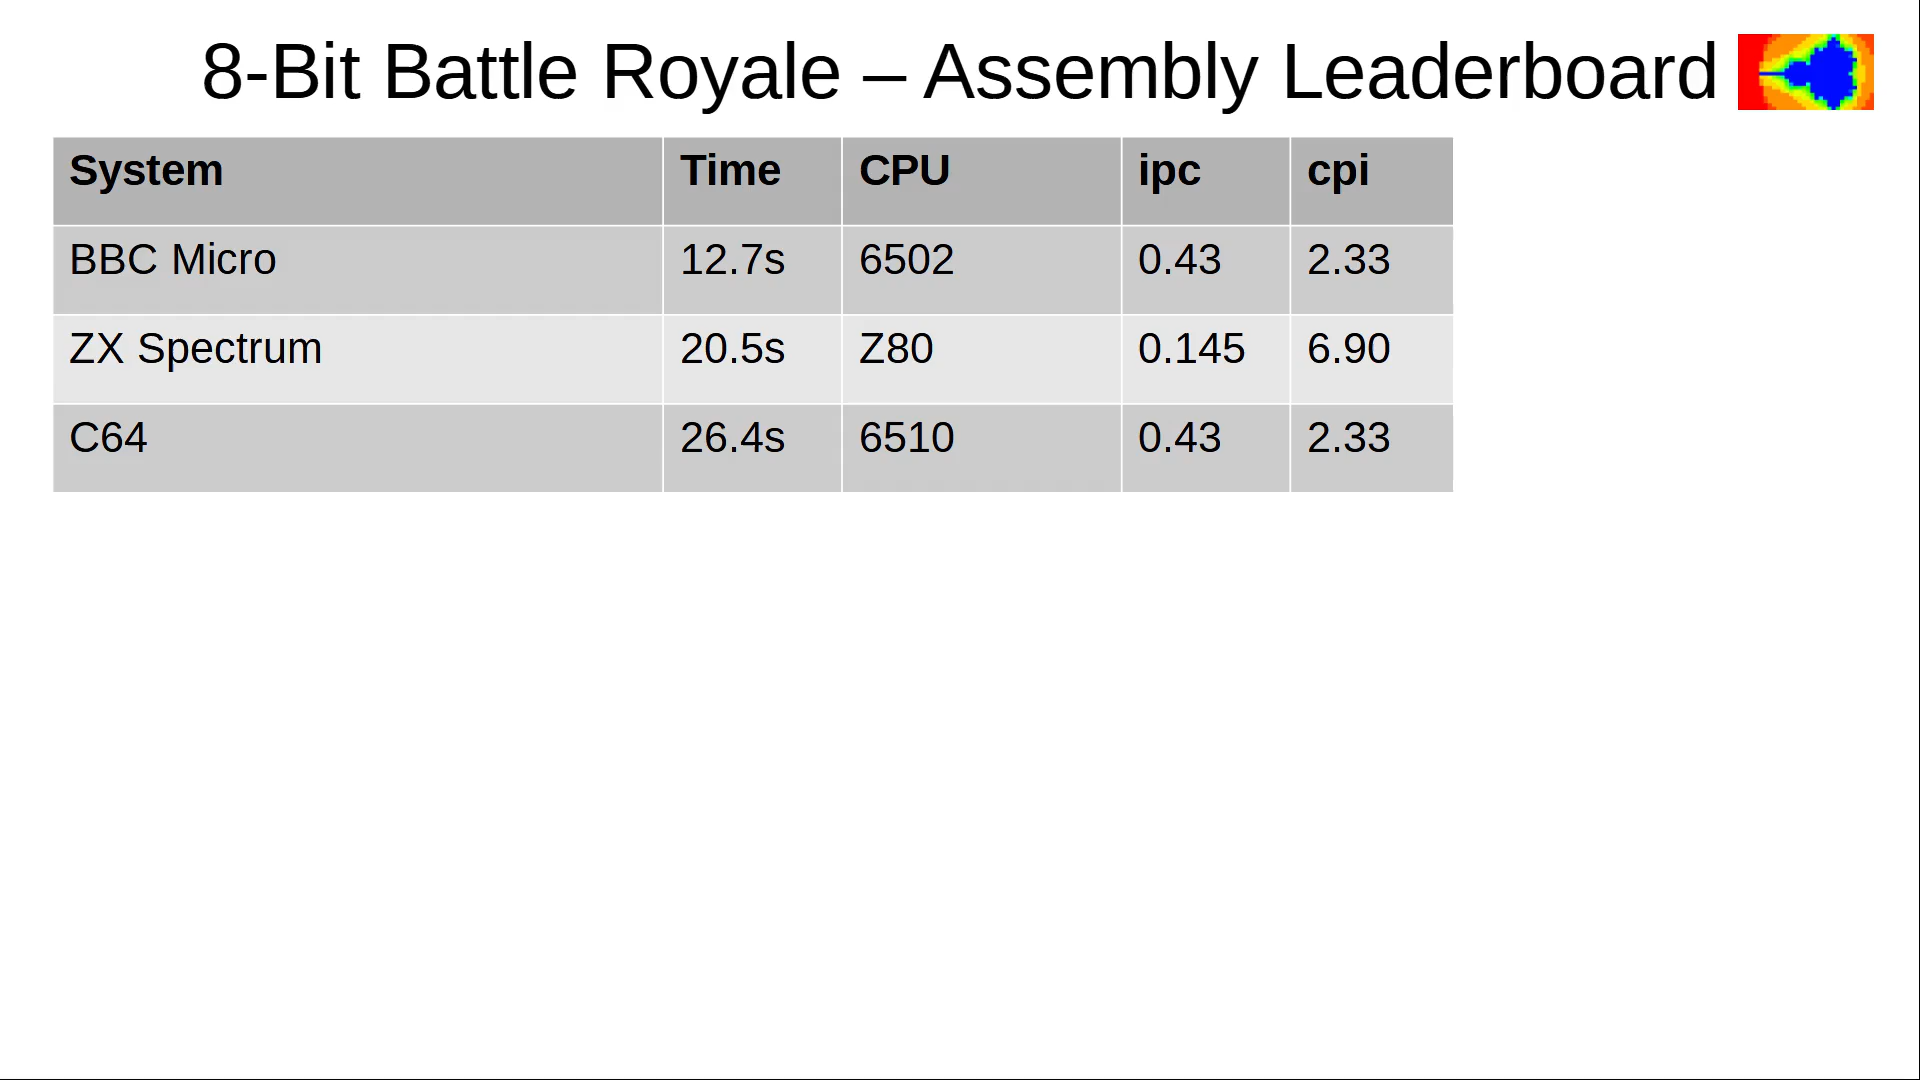 8-Bit Battle Royale – Assembly Leaderboard
System Time CPU ipc cpi
BBC Micro 12.7s 6502 0.43 2.33
ZX Spectrum 20.5s Z80 0.145 6.90
C64 26.4s 6510 0.43 2.33